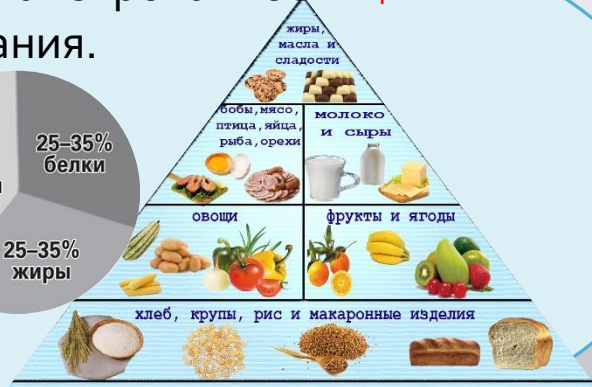 ания.
25–35%
белки
25–35%
жиры
жиры,
масла и
сладости
бобы,мясо,
птица,яйца,
рыба,орехи
молоко
и сыры
овощи
фрукты и ягоды
хлеб, крупы, рис и макаронные изделия